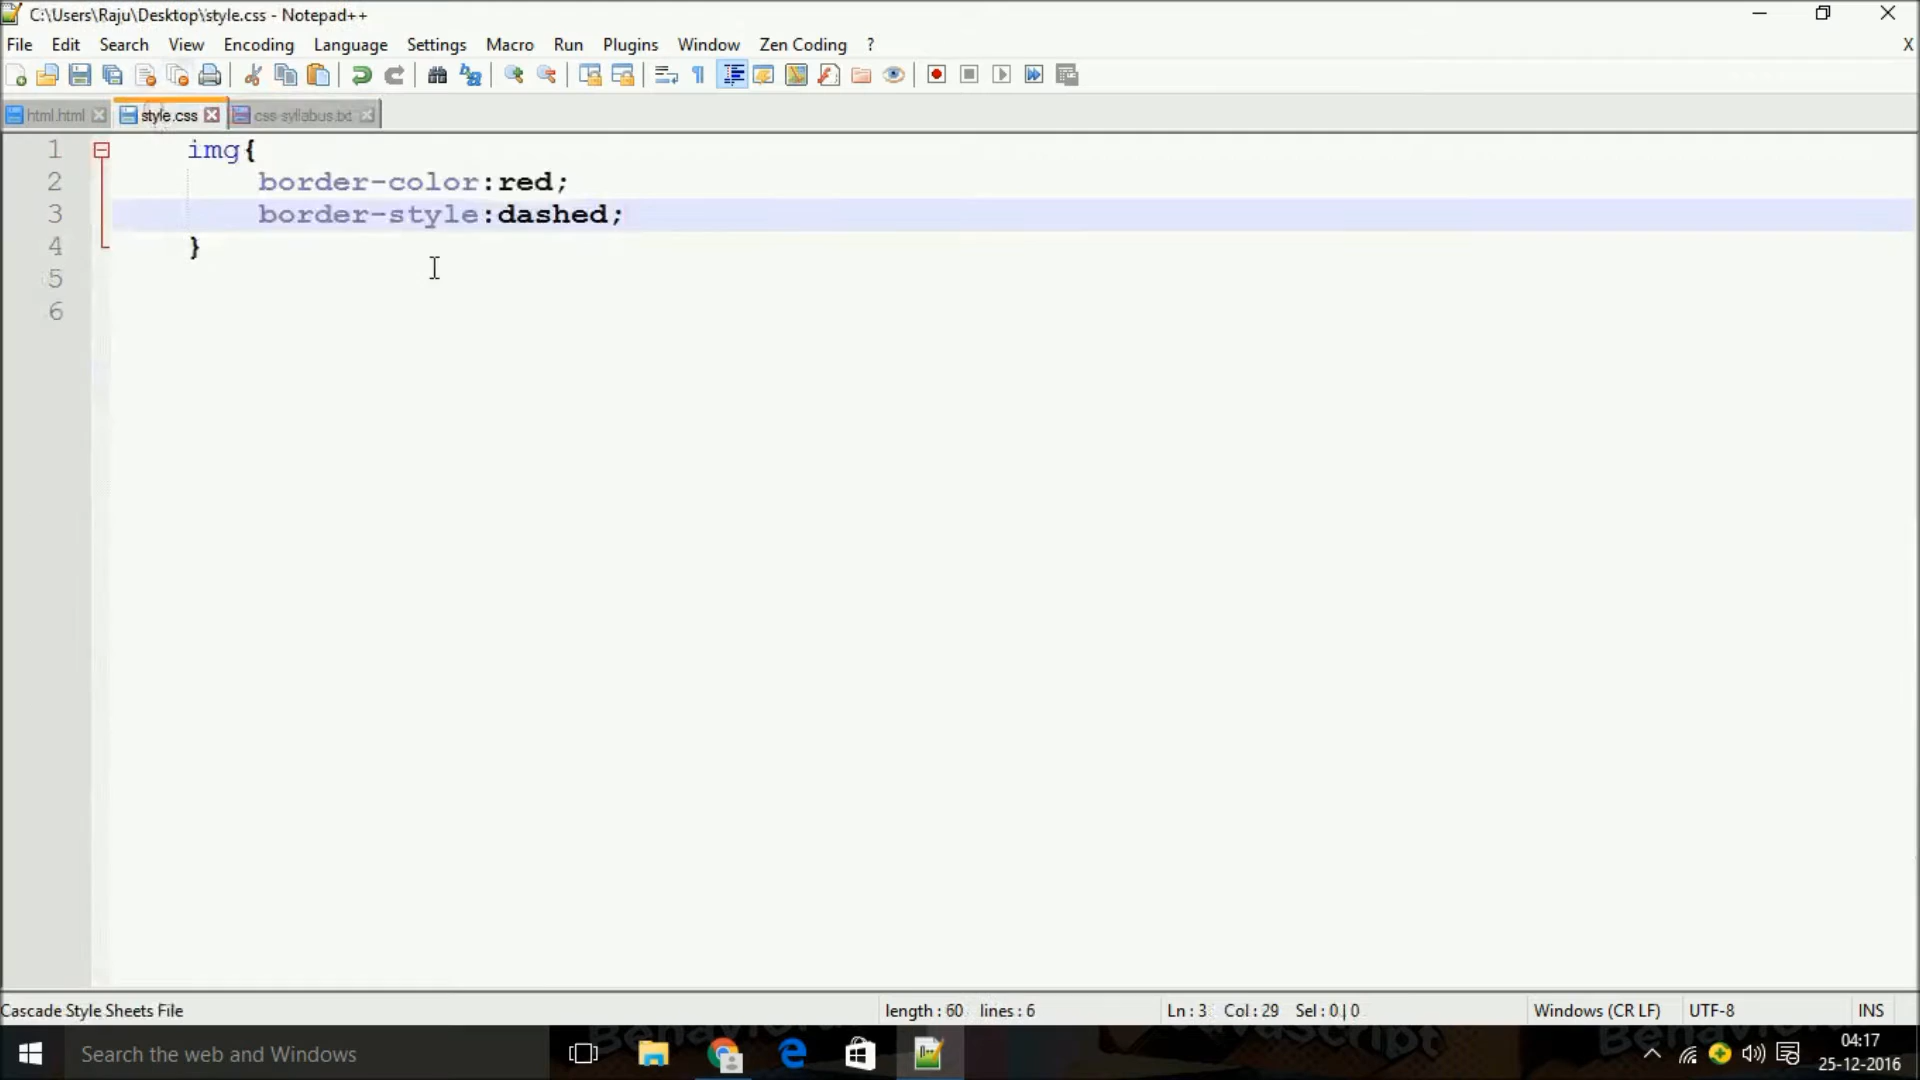 C:\Users\Raju\Desktop\style.css - Notepad++
File Edit Search View Encoding Language Settings Macro Run Plugins Window Zen Coding ? X
html.html style.css css syllabus.txt
1 img{
2 border-color:red;
3 border-style:dashed;
4 }
5
6
Cascade Style Sheets File length : 60 lines : 6 Ln : 3 Col : 29 Sel : 0 | 0 Windows (CR LF) UTF-8 INS
Search the web and Windows
04:17
25-12-2016